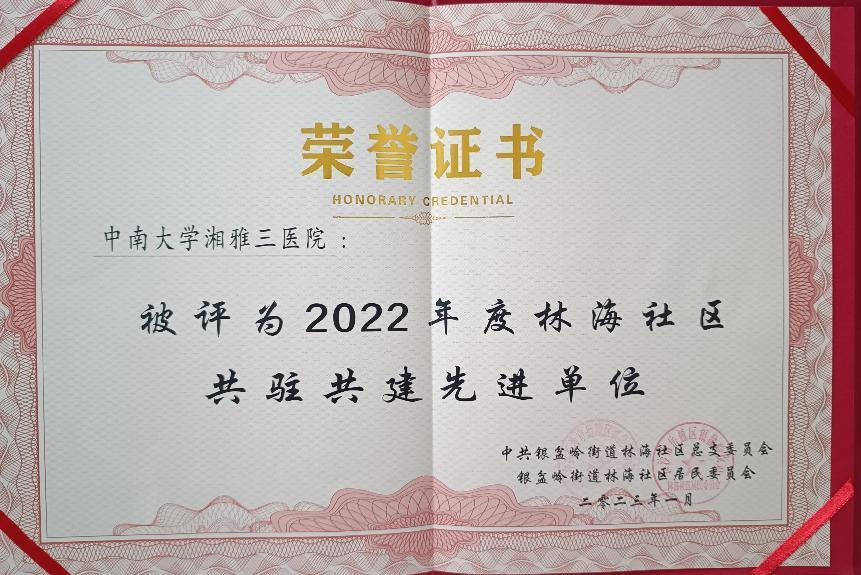 荣誉证书
HONORARY CREDENTIAL
中南大学湘雅三医院：
被评为2022年度林海社区
共驻共建先进单位
中共银盆岭街道林海社区总支委员会
银盆岭街道林海社区居民委员会
二零二三年一月